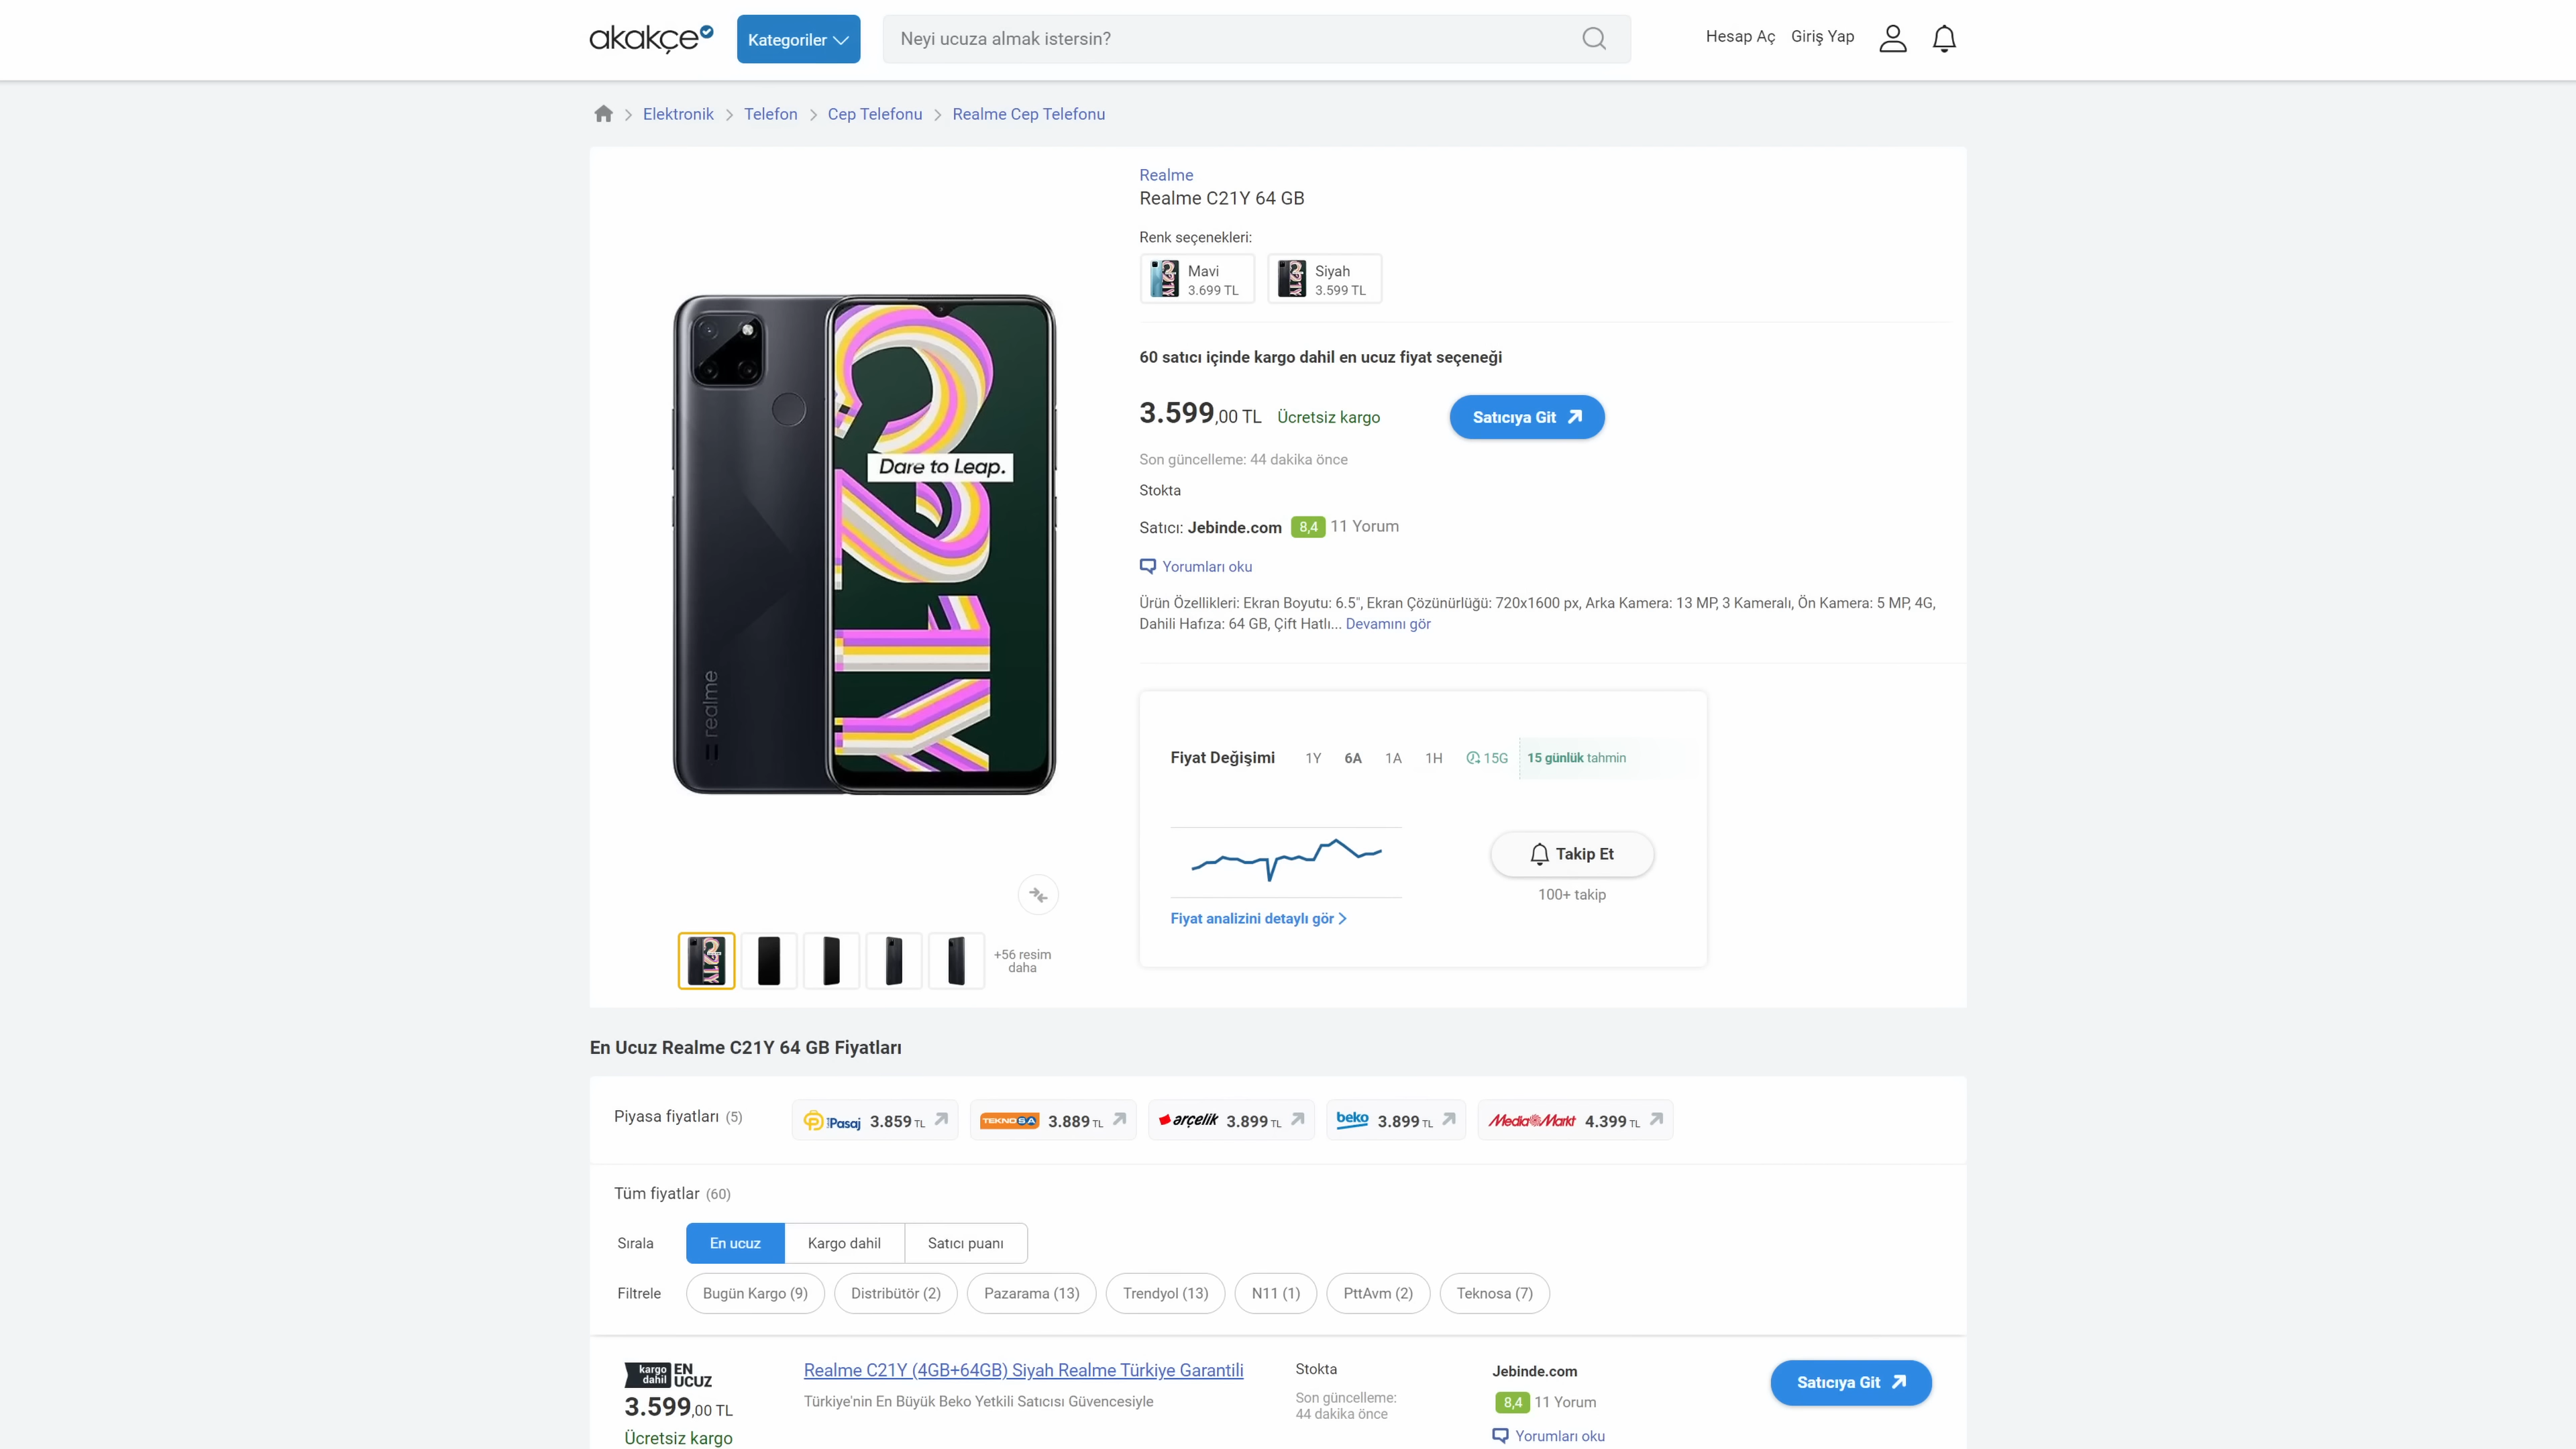 akakçe
Kategoriler
Neyi ucuza almak istersin?
Hesap Aç
Giriş Yap
Elektronik
Telefon
Cep Telefonu
Realme Cep Telefonu
Realme
Realme C21Y 64 GB
Renk seçenekleri:
Mavi
3.699 TL
Siyah
3.599 TL
60 satıcı içinde kargo dahil en ucuz fiyat seçeneği
3.599,00 TL Ücretsiz kargo
Satıcıya Git
Son güncelleme: 44 dakika önce
Stokta
Satıcı: Jebinde.com 8,4 11 Yorum
Yorumları oku
Ürün Özellikleri: Ekran Boyutu: 6.5", Ekran Çözünürlüğü: 720x1600 px, Arka Kamera: 13 MP, 3 Kameralı, Ön Kamera: 5 MP, 4G,
Dahili Hafıza: 64 GB, Çift Hatlı... Devamını gör
C21Y
Dare to Leap.
realme
Fiyat Değişimi 1Y 6A 1A 1H 15G 15 günlük tahmin
Takip Et
100+ takip
Fiyat analizini detaylı gör
+56 resim
daha
En Ucuz Realme C21Y 64 GB Fiyatları
Piyasa fiyatları (5)
Pasaj 3.859 TL
TEKNOSA 3.889 TL
arçelik 3.899 TL
beko 3.899 TL
MediaMarkt 4.399 TL
Tüm fiyatlar (60)
Sırala En ucuz Kargo dahil Satıcı puanı
Filtrele Bugün Kargo (9) Distribütör (2) Pazarama (13) Trendyol (13) N11 (1) PttAvm (2) Teknosa (7)
kargo dahil EN UCUZ
3.599,00 TL
Ücretsiz kargo
Realme C21Y (4GB+64GB) Siyah Realme Türkiye Garantili
Türkiye'nin En Büyük Beko Yetkili Satıcısı Güvencesiyle
Stokta
Son güncelleme:
44 dakika önce
Jebinde.com
8,4 11 Yorum
Yorumları oku
Satıcıya Git